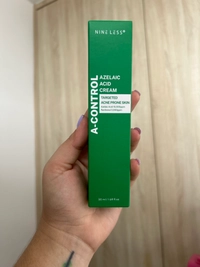 NINE LESS®
A-CONTROL
AZELAIC
ACID
CREAM
TARGETED
ACNE PRONE SKIN